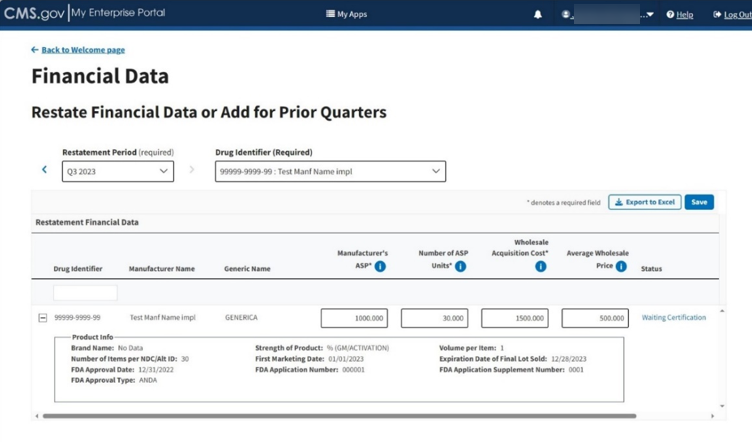 CMS.gov My Enterprise Portal My Apps ...▾ Help Log Out
Back to Welcome page
Financial Data
Restate Financial Data or Add for Prior Quarters
Restatement Period (required) Drug Identifier (Required)
Q3 2023 99999-9999-99 : Test Manf Name impl
* denotes a required field Export to Excel Save
Restatement Financial Data
Drug Identifier Manufacturer Name Generic Name Manufacturer's ASP* Number of ASP Units* Wholesale Acquisition Cost* Average Wholesale Price Status
99999-9999-99 Test Manf Name Impl GENERICA 1000.000 30.000 1500.000 500.000 Waiting Certification
Product Info
Brand Name: No Data Strength of Product: % (GM/ACTIVATION) Volume per Item: 1
Number of Items per NDC/Alt ID: 30 First Marketing Date: 01/01/2023 Expiration Date of Final Lot Sold: 12/28/2023
FDA Approval Date: 12/31/2022 FDA Application Number: 000001 FDA Application Supplement Number: 0001
FDA Approval Type: ANDA